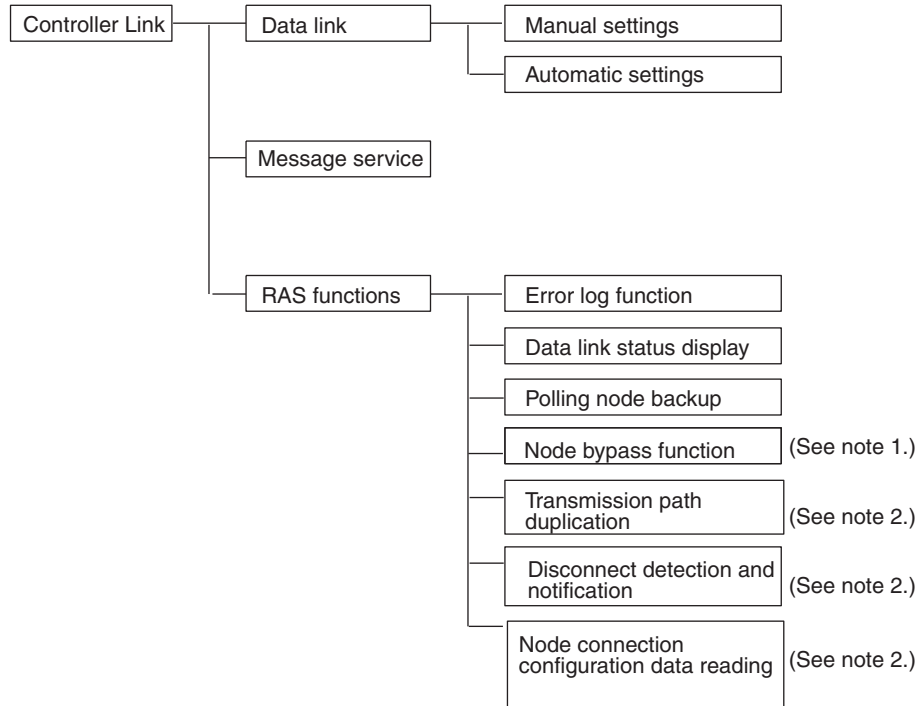 Controller Link
Data link
Manual settings
Automatic settings
Message service
RAS functions
Error log function
Data link status display
Polling node backup
Node bypass function
(See note 1.)
Transmission path
duplication
(See note 2.)
Disconnect detection and
notification
(See note 2.)
Node connection
configuration data reading
(See note 2.)